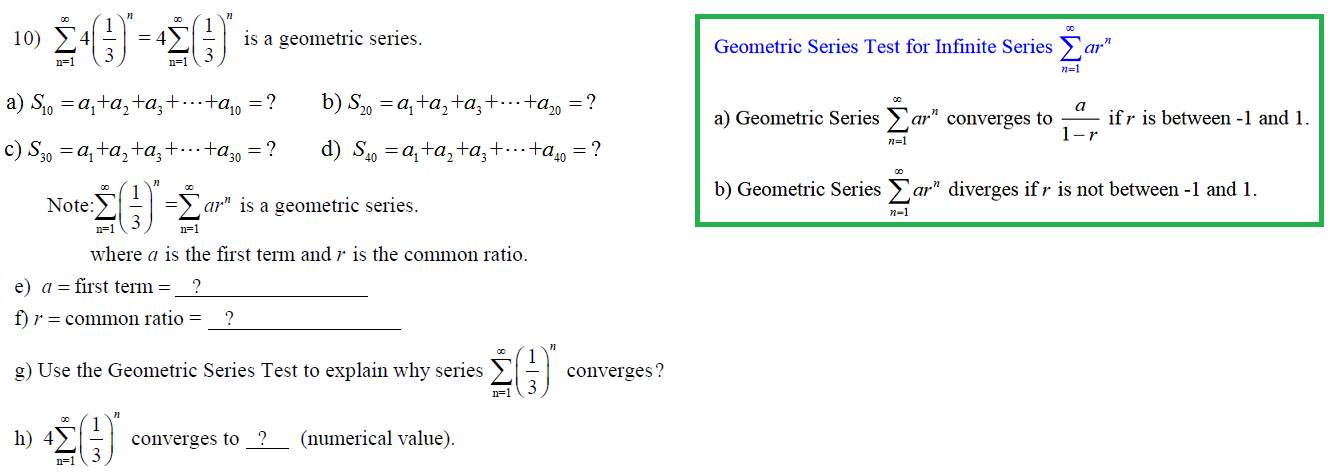 10) $\sum_{n=1}^{\infty} 4\left(\frac{1}{3}\right)^n = 4\sum_{n=1}^{\infty}\left(\frac{1}{3}\right)^n$ is a geometric series.
a) $S_{10} = a_1+a_2+a_3+\cdots+a_{10} = ?$ b) $S_{20} = a_1+a_2+a_3+\cdots+a_{20} = ?$
c) $S_{30} = a_1+a_2+a_3+\cdots+a_{30} = ?$ d) $S_{40} = a_1+a_2+a_3+\cdots+a_{40} = ?$
Note: $\sum_{n=1}^{\infty}\left(\frac{1}{3}\right)^n = \sum_{n=1}^{\infty} ar^n$ is a geometric series.
where a is the first term and r is the common ratio.
e) a = first term = ?
f) r = common ratio = ?
g) Use the Geometric Series Test to explain why series $\sum_{n=1}^{\infty}\left(\frac{1}{3}\right)^n$ converges?
h) $4\sum_{n=1}^{\infty}\left(\frac{1}{3}\right)^n$ converges to ? (numerical value).
Geometric Series Test for Infinite Series $\sum_{n=1}^{\infty} ar^n$
a) Geometric Series $\sum_{n=1}^{\infty} ar^n$ converges to $\frac{a}{1-r}$ if r is between -1 and 1.
b) Geometric Series $\sum_{n=1}^{\infty} ar^n$ diverges if r is not between -1 and 1.